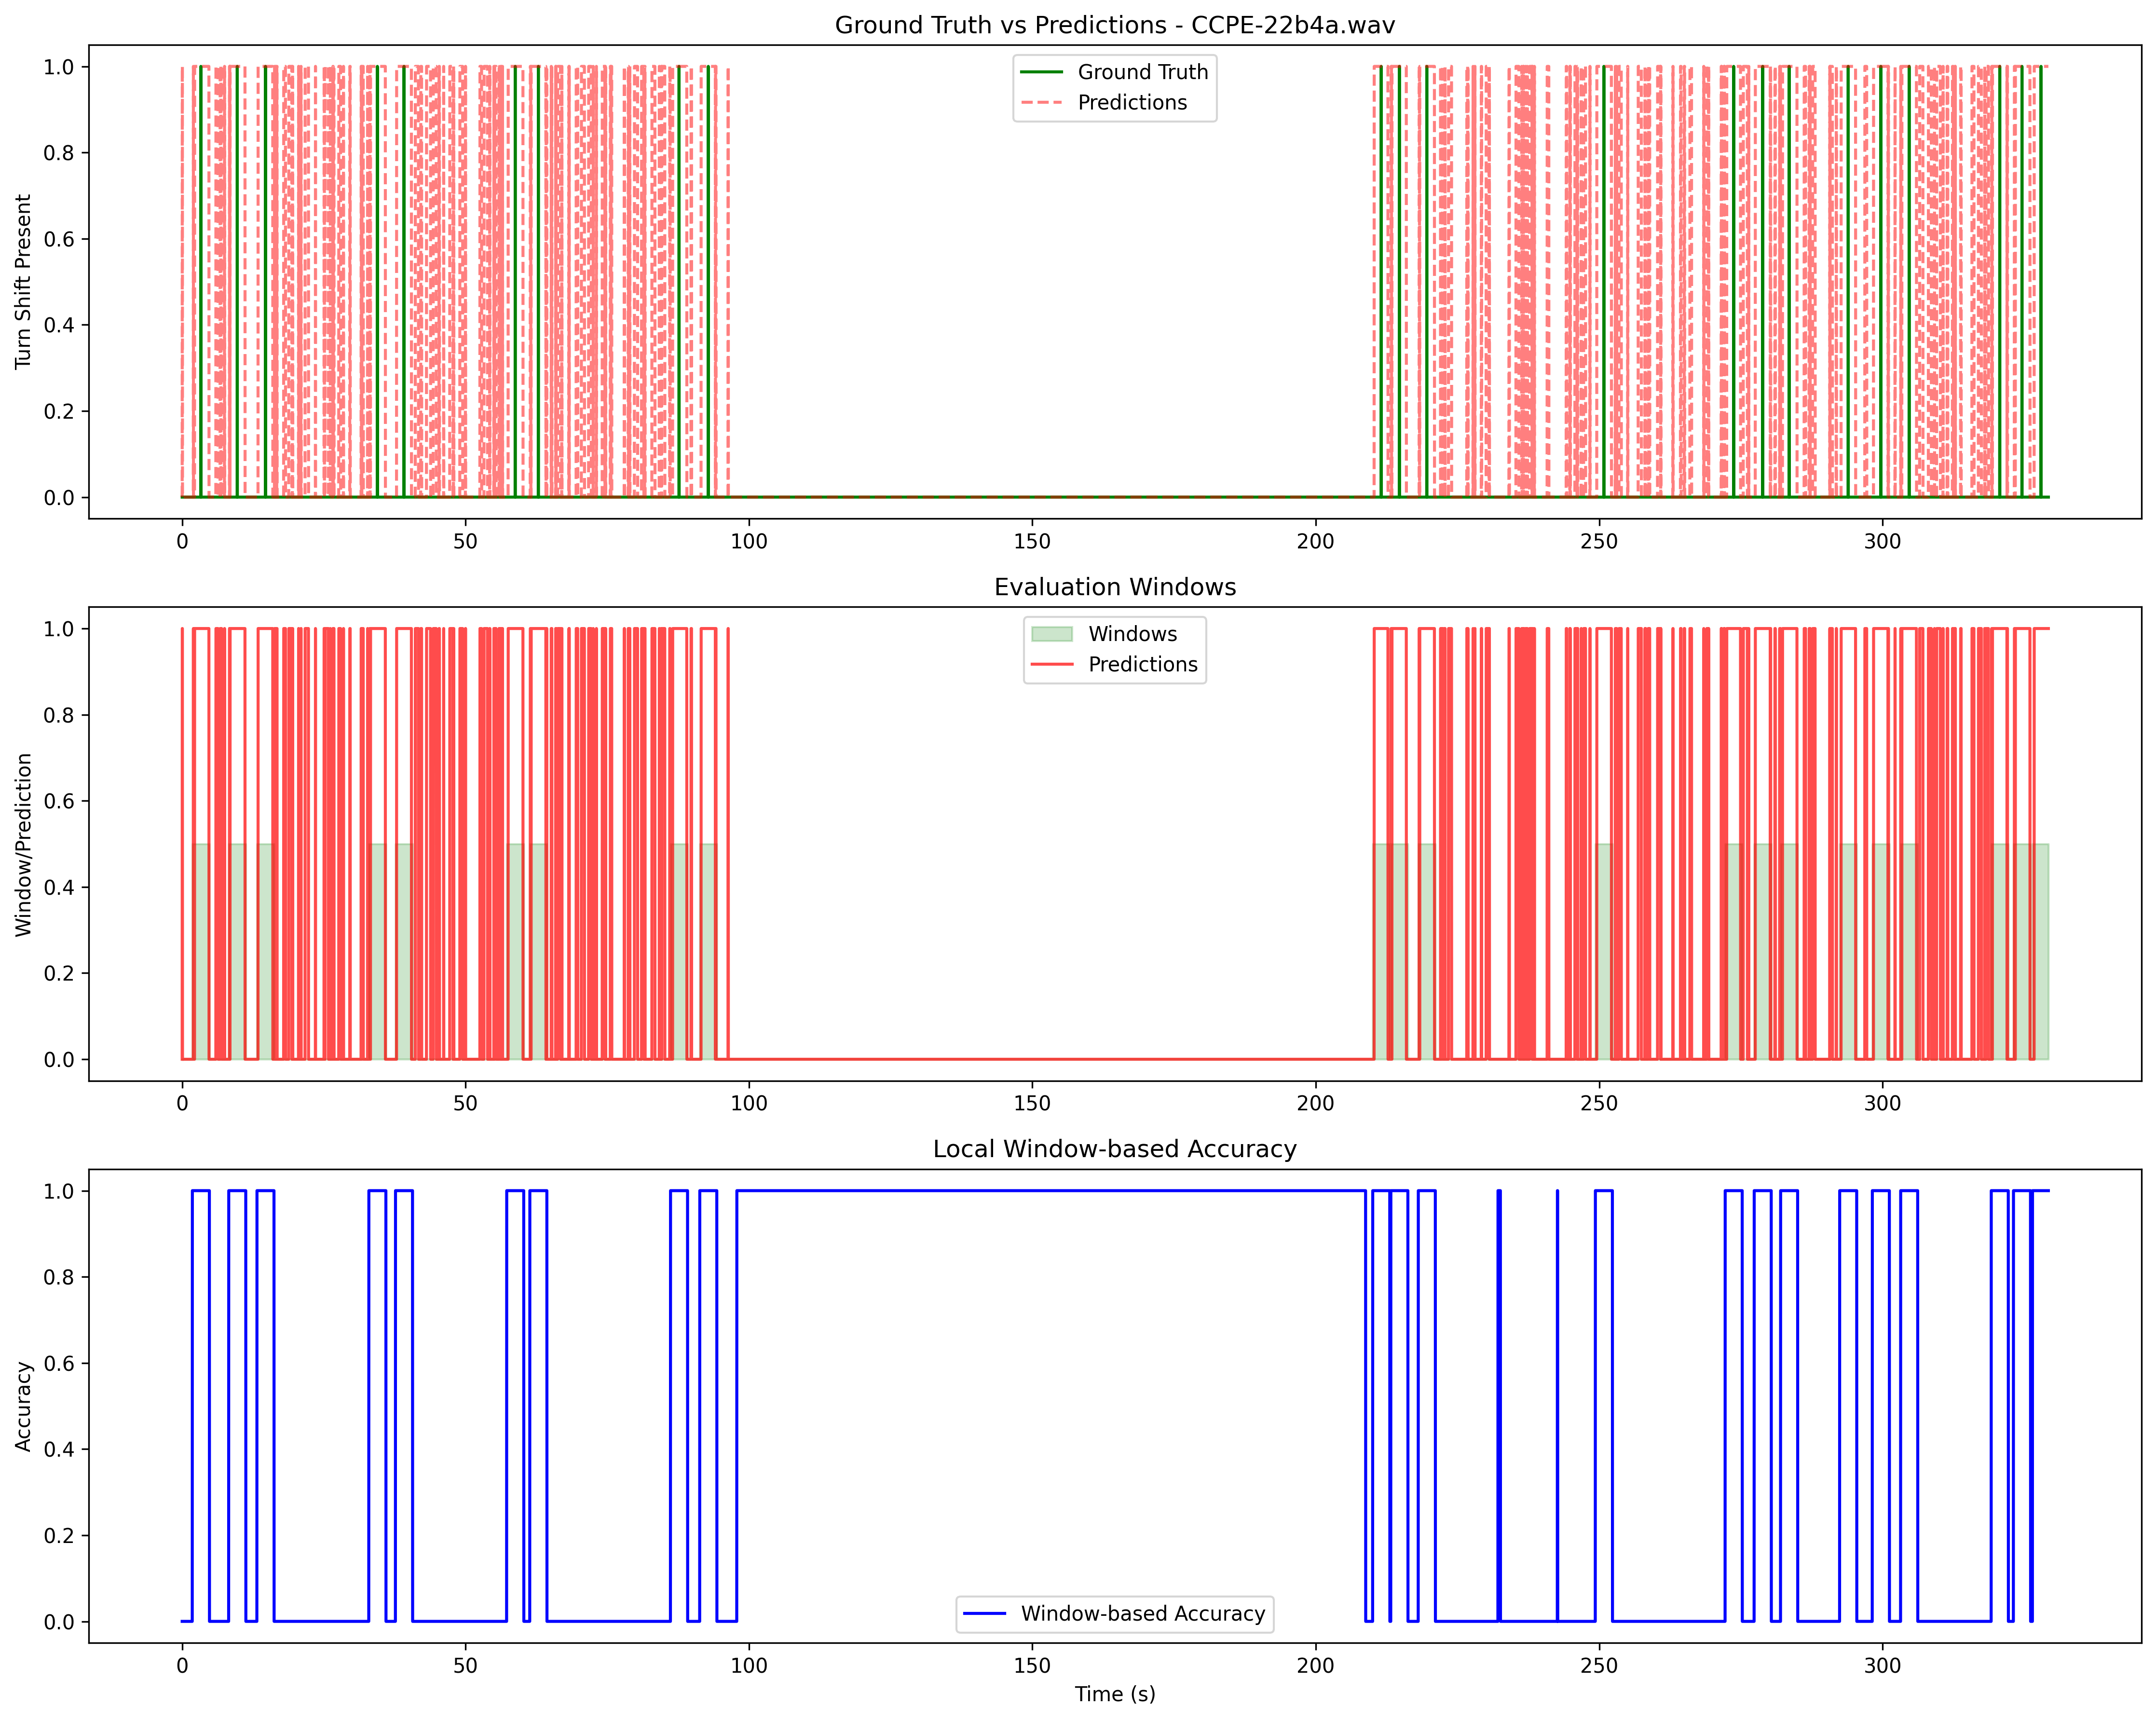 Ground Truth vs Predictions - CCPE-22b4a.wav
Turn Shift Present
1.0
0.8
0.6
0.4
0.2
0.0
Ground Truth
Predictions
0 50 100 150 200 250 300
Evaluation Windows
Window/Prediction
1.0
0.8
0.6
0.4
0.2
0.0
Windows
Predictions
0 50 100 150 200 250 300
Local Window-based Accuracy
Accuracy
1.0
0.8
0.6
0.4
0.2
0.0
Window-based Accuracy
0 50 100 150 200 250 300
Time (s)